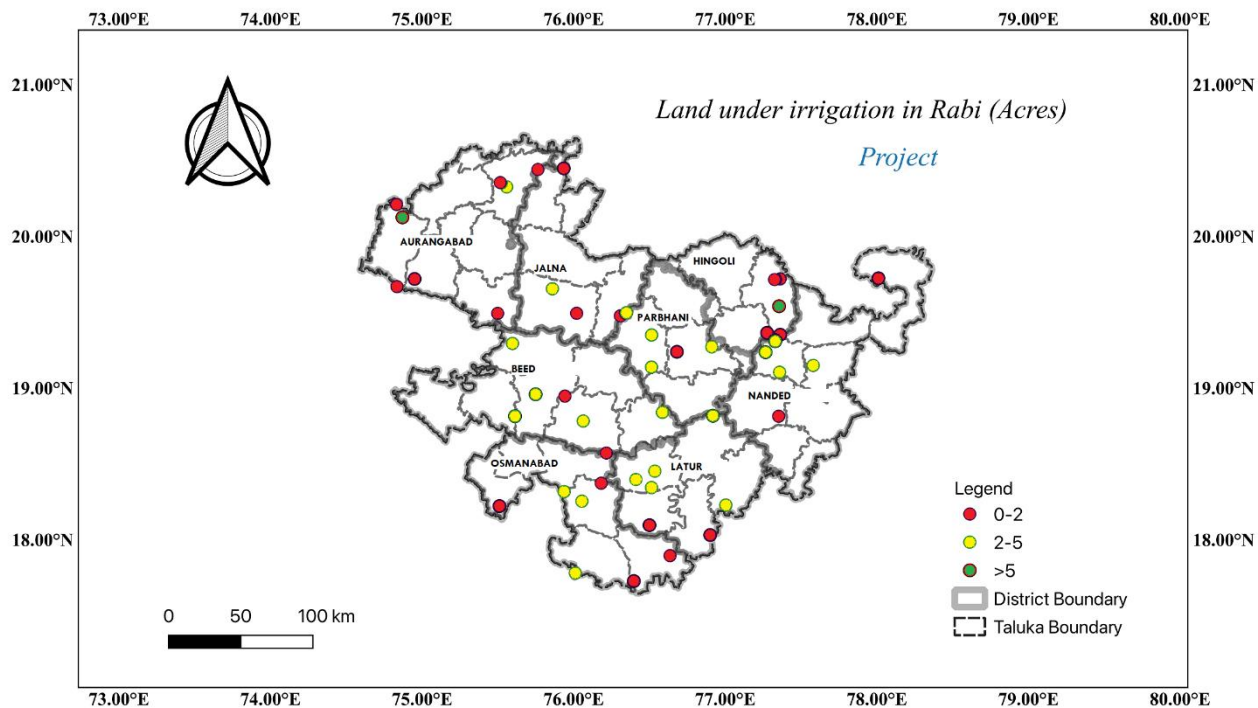 73.00°E 74.00°E 75.00°E 76.00°E 77.00°E 78.00°E 79.00°E 80.00°E
21.00°N 21.00°N
Land under irrigation in Rabi (Acres)
Project
20.00°N 20.00°N
AURANGABAD
HINGOLI
JALNA
PARBHANI
19.00°N 19.00°N
BEED
NANDED
OSMANABAD
LATUR
Legend
0-2
18.00°N 18.00°N
2-5
>5
District Boundary
Taluka Boundary
0 50 100 km
73.00°E 74.00°E 75.00°E 76.00°E 77.00°E 78.00°E 79.00°E 80.00°E